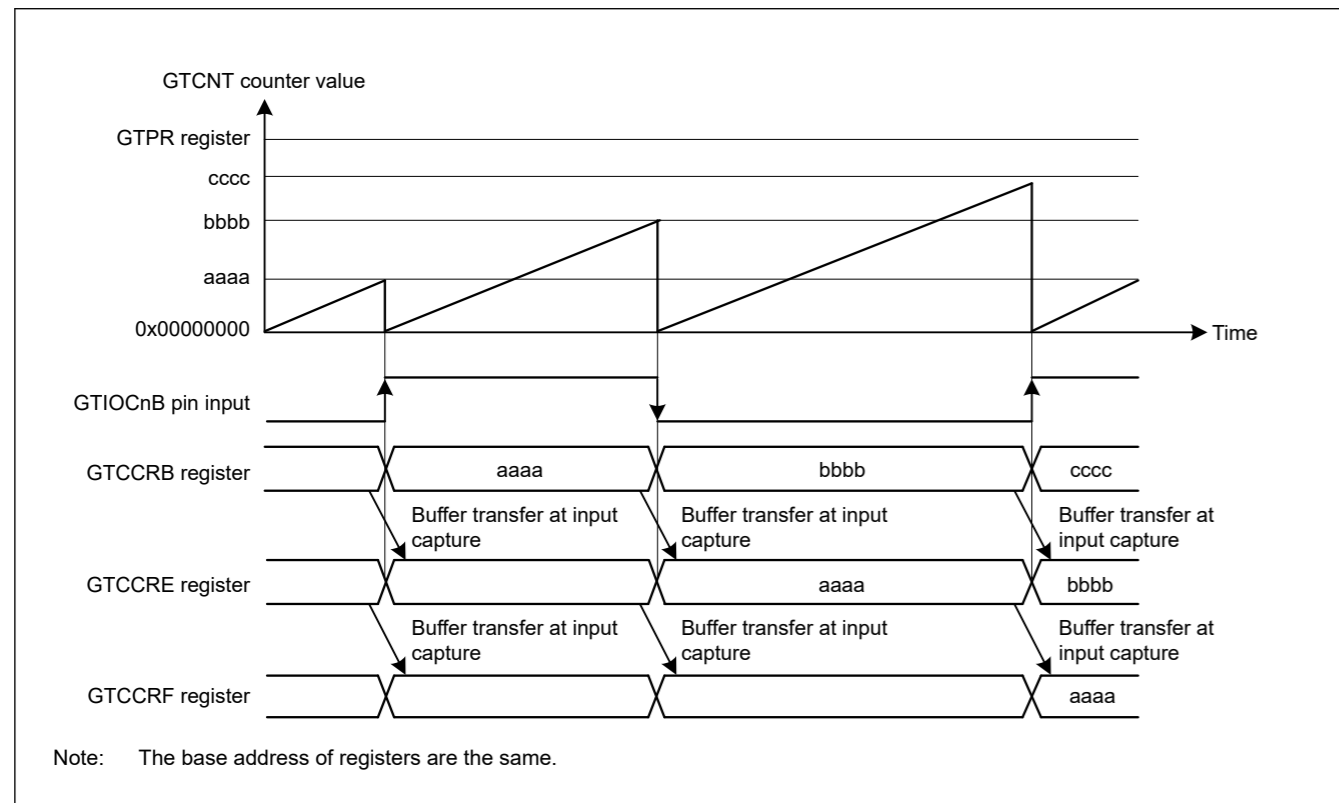 GTCNT counter value
GTPR register
cccc
bbbb
aaaa
0x00000000
Time
GTIOCnB pin input
GTCCRB register
aaaa
bbbb
cccc
Buffer transfer at input
capture
Buffer transfer at input
capture
Buffer transfer at
input capture
GTCCRE register
aaaa
bbbb
Buffer transfer at input
capture
Buffer transfer at input
capture
Buffer transfer at
input capture
GTCCRF register
aaaa
Note: The base address of registers are the same.